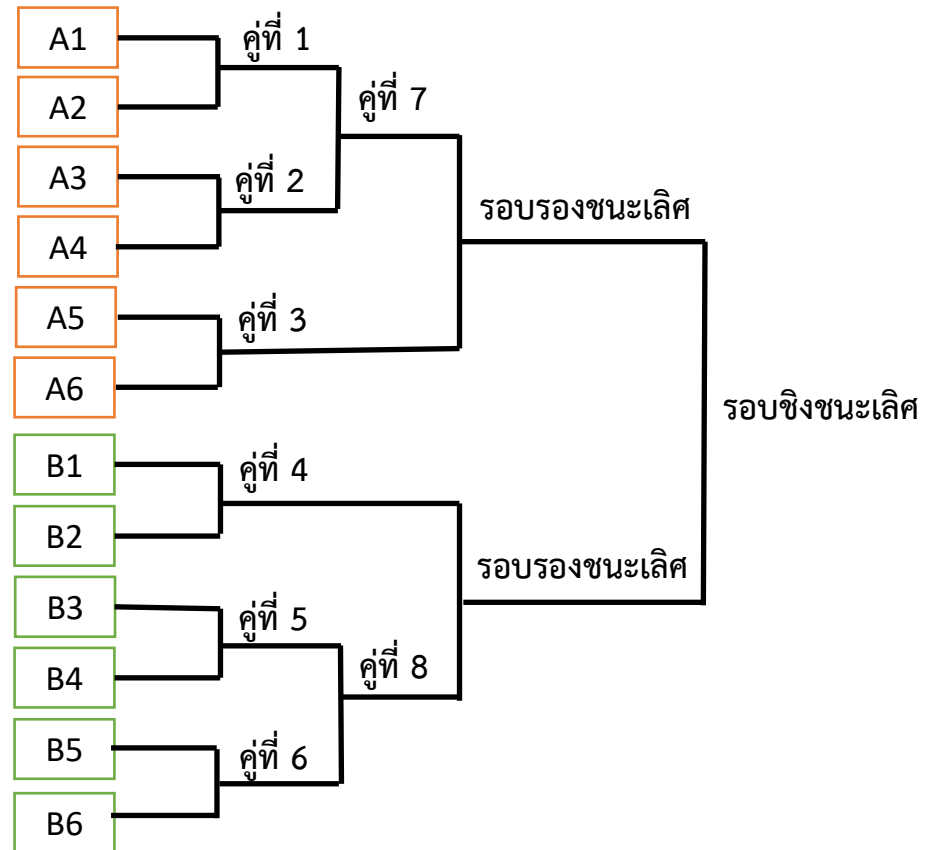 A1
คู่ที่ 1
A2
คู่ที่ 7
A3
คู่ที่ 2
A4
รอบรองชนะเลิศ
A5
คู่ที่ 3
A6
รอบชิงชนะเลิศ
B1
คู่ที่ 4
B2
รอบรองชนะเลิศ
B3
คู่ที่ 5
B4
คู่ที่ 8
B5
คู่ที่ 6
B6